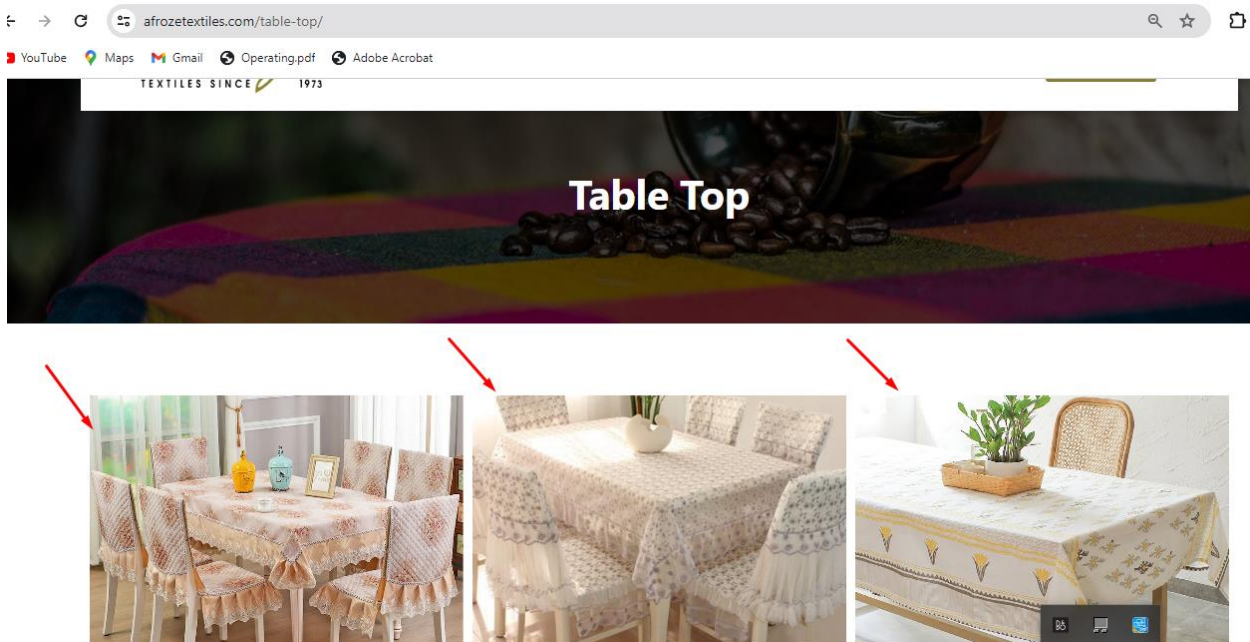 afrozetextiles.com/table-top/
YouTube Maps Gmail Operating.pdf Adobe Acrobat
TEXTILES SINCE 1973
Table Top